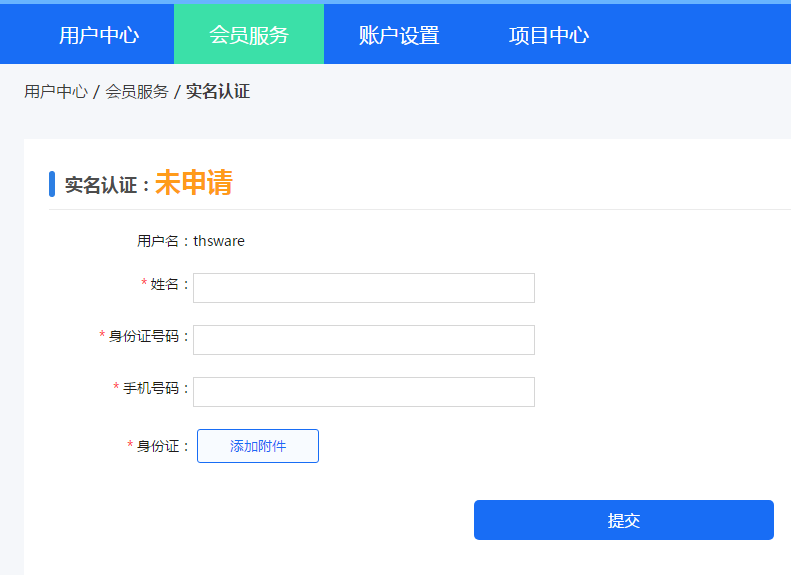 用户中心 会员服务 账户设置 项目中心
用户中心 / 会员服务 / 实名认证
实名认证：未申请
用户名：thsware
* 姓名：
* 身份证号码：
* 手机号码：
* 身份证： 添加附件
提交